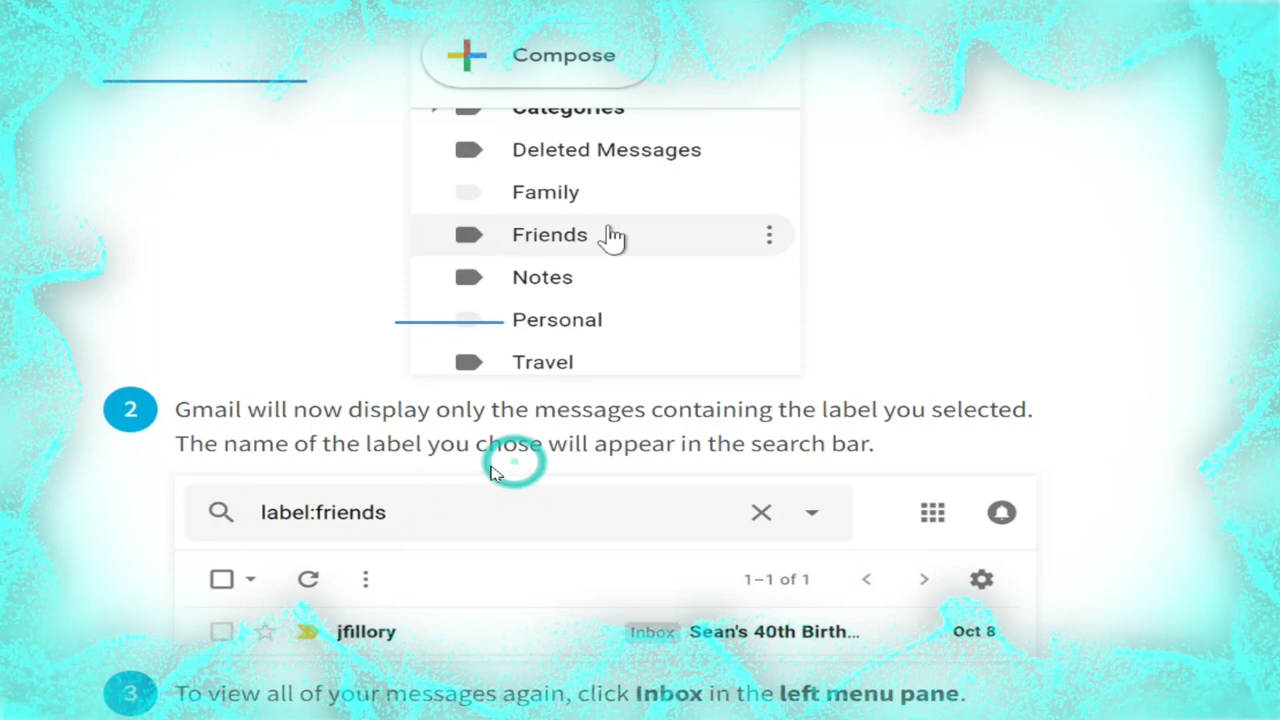 Compose
Categories
Deleted Messages
Family
Friends
Notes
Personal
Travel
2 Gmail will now display only the messages containing the label you selected.
The name of the label you chose will appear in the search bar.
label:friends
1–1 of 1
jfillory Inbox Sean's 40th Birth... Oct 8
3 To view all of your messages again, click Inbox in the left menu pane.